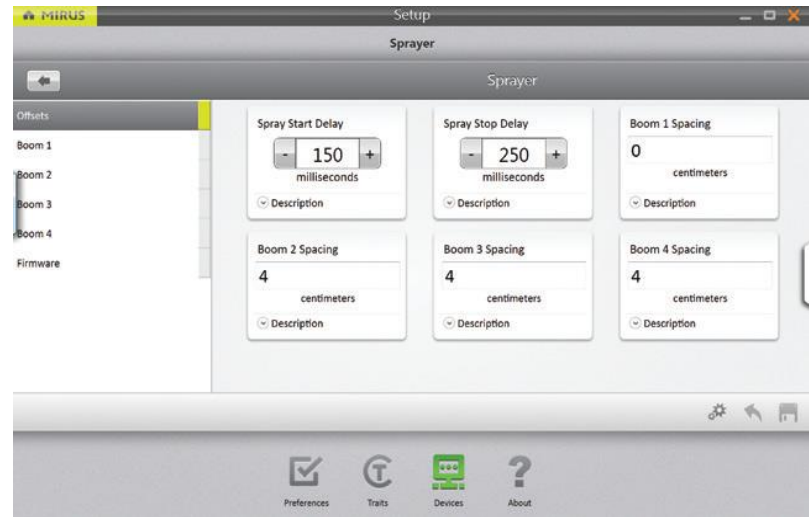 MIRUS
Setup
Sprayer
Sprayer
Offsets
Boom 1
Boom 2
Boom 3
Boom 4
Firmware
Spray Start Delay
- 150 +
milliseconds
Description
Spray Stop Delay
- 250 +
milliseconds
Description
Boom 1 Spacing
0
centimeters
Description
Boom 2 Spacing
4
centimeters
Description
Boom 3 Spacing
4
centimeters
Description
Boom 4 Spacing
4
centimeters
Description
Preferences
Traits
Devices
About